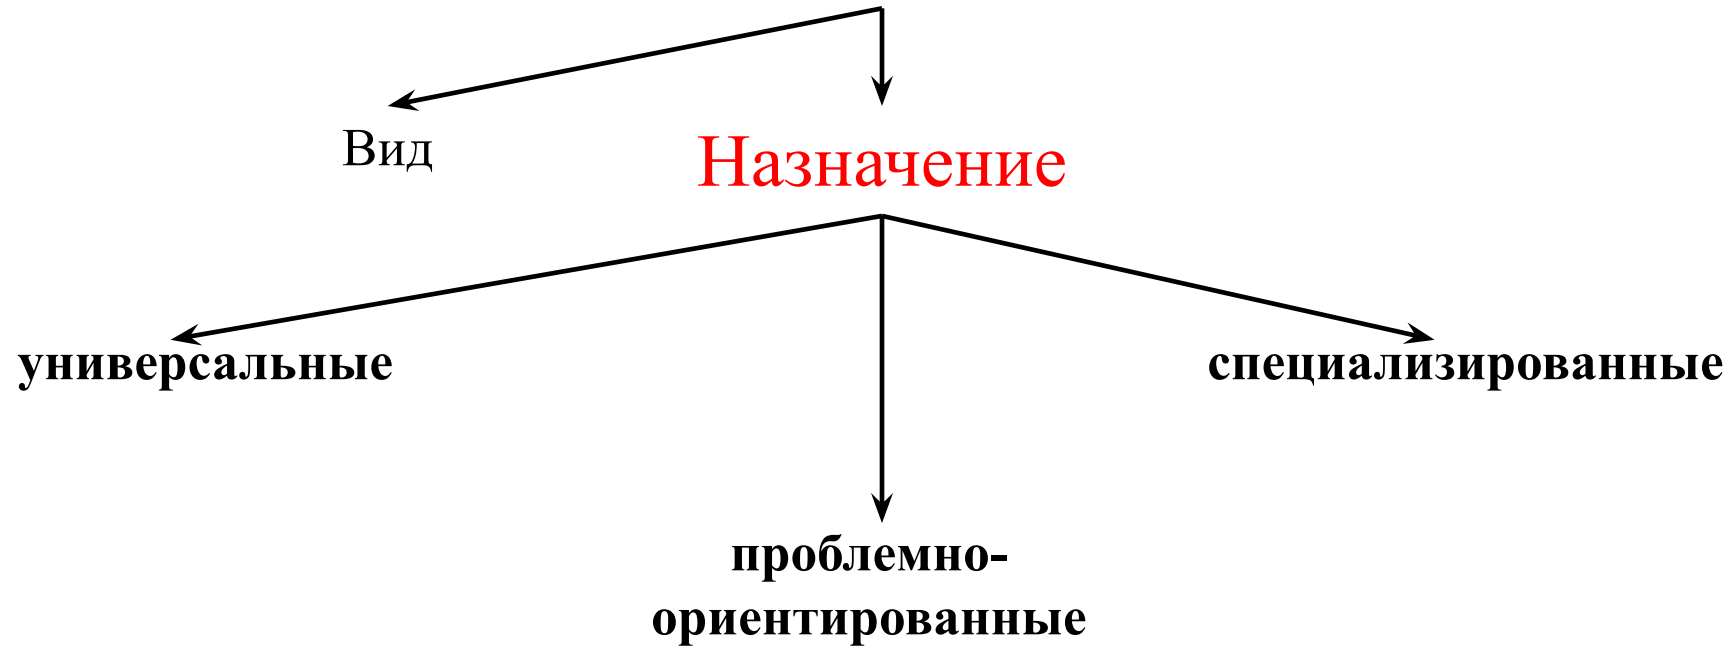 Вид
Назначение
универсальные
специализированные
проблемно-
ориентированные